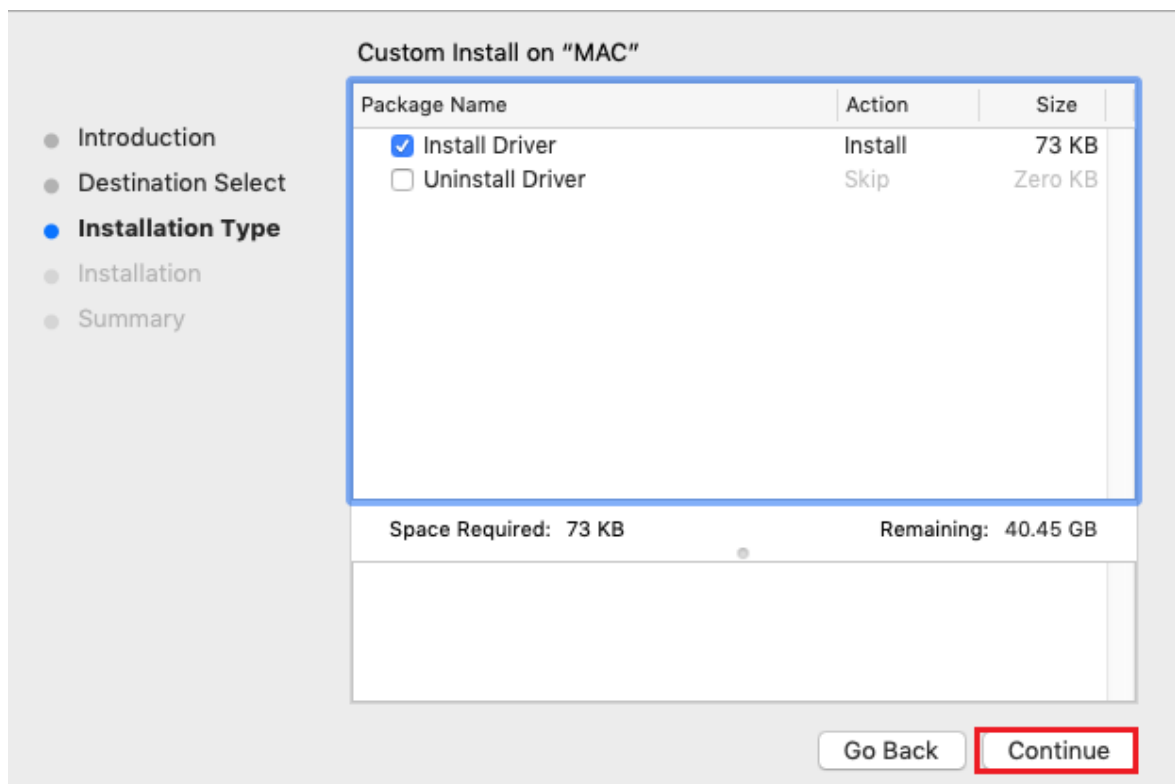 Custom Install on “MAC”
Introduction
Destination Select
Installation Type
Installation
Summary
Package Name Action Size
Install Driver Install 73 KB
Uninstall Driver Skip Zero KB
Space Required: 73 KB Remaining: 40.45 GB
Go Back Continue